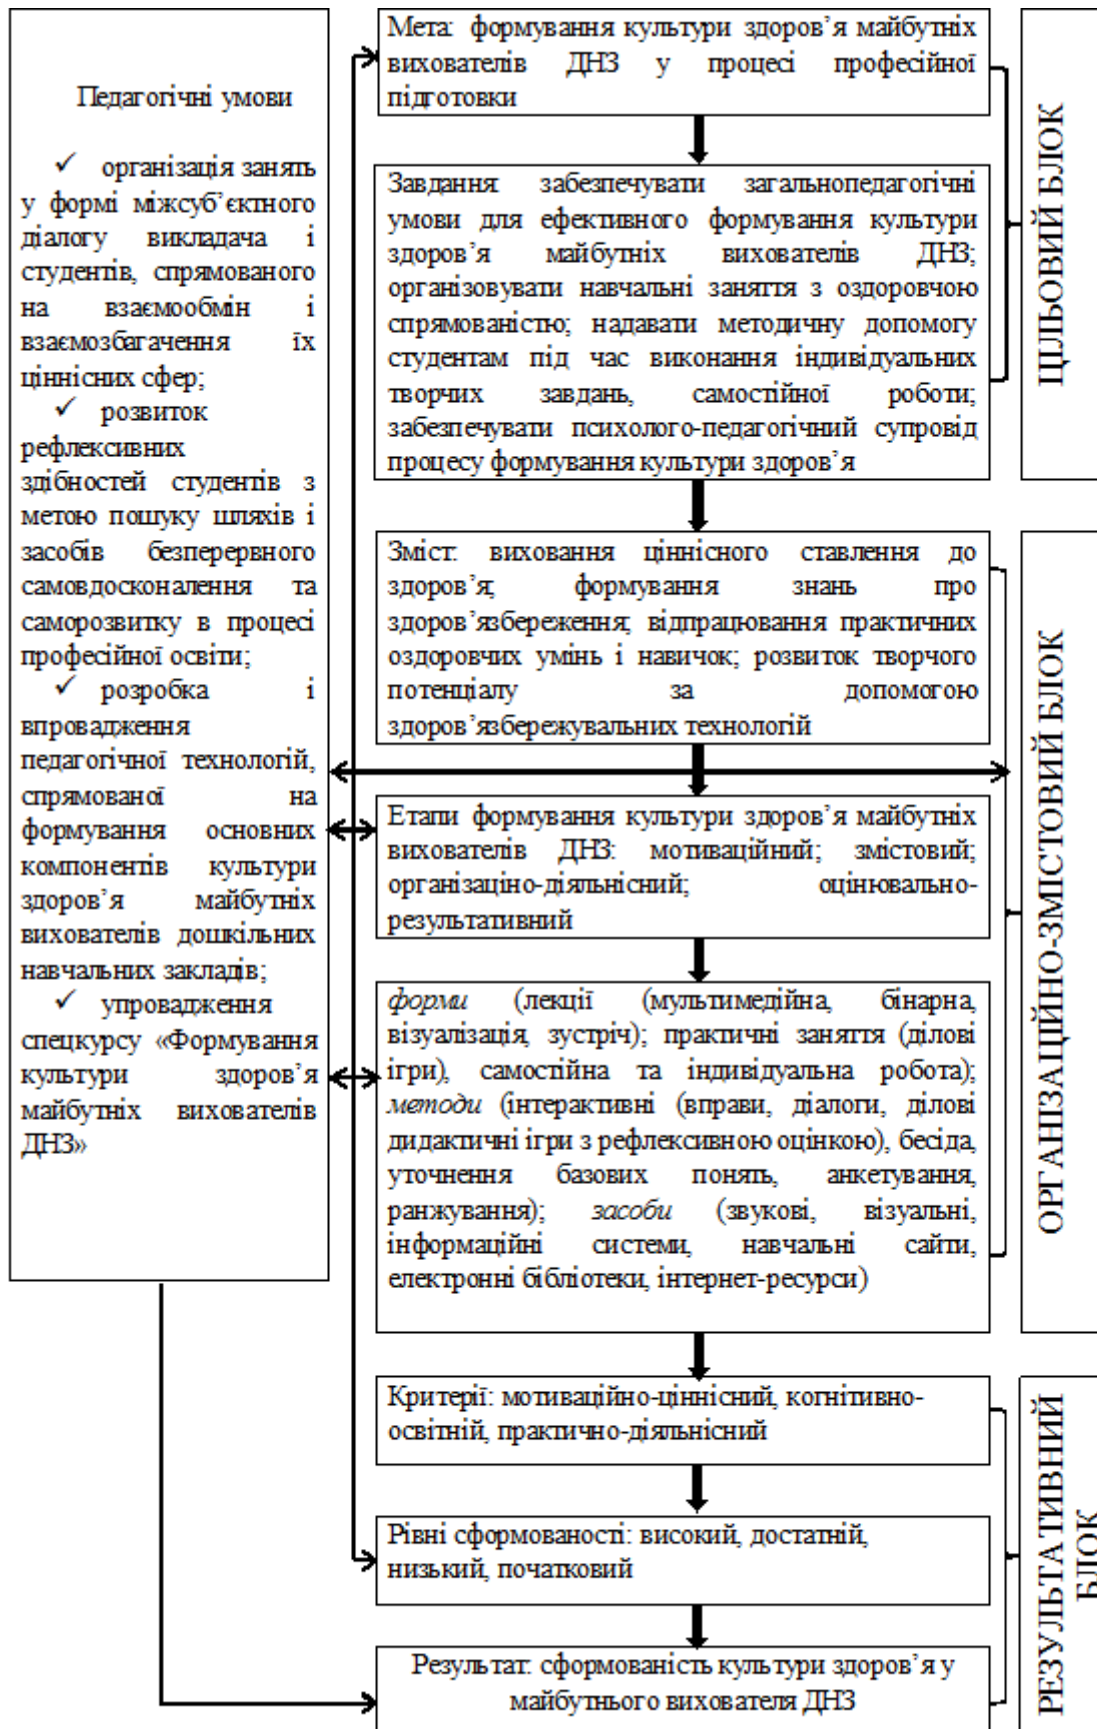 Педагогічні умови
✓ організація занять
у формі міжсуб’єктного
діалогу викладача і
студентів, спрямованого
на взаємообмін і
взаємозбагачення їх
ціннісних сфер;
✓ розвиток
рефлексивних
здібностей студентів з
метою пошуку шляхів і
засобів безперервного
самовдосконалення та
саморозвитку в процесі
професійної освіти;
✓ розробка і
впровадження
педагогічної технологій,
спрямованої на
формування основних
компонентів культури
здоров’я майбутніх
вихователів дошкільних
навчальних закладів;
✓ упровадження
спецкурсу «Формування
культури здоров’я
майбутніх вихователів
ДНЗ»
Мета: формування культури здоров’я майбутніх
вихователів ДНЗ у процесі професійної
підготовки
Завдання забезпечувати загальнопедагогічні
умови для ефективного формування культури
здоров’я майбутніх вихователів ДНЗ;
організовувати навчальні заняття з оздоровчою
спрямованістю; надавати методичну допомогу
студентам під час виконання індивідуальних
творчих завдань, самостійної роботи;
забезпечувати психолого-педагогічний супровід
процесу формування культури здоров’я
ЦІЛЬОВИЙ БЛОК
Зміст: виховання ціннісного ставлення до
здоров’я; формування знань про
здоров’язбереження; відпрацювання практичних
оздоровчих умінь і навичок; розвиток творчого
потенціалу за допомогою
здоров’язбережувальних технологій
Етапи формування культури здоров’я майбутніх
вихователів ДНЗ: мотиваційний; змістовий;
організаціно-діяльнісний; оцінювально-
результативний
форми (лекції (мультимедійна, бінарна,
візуалізація, зустріч); практичні заняття (ділові
ігри), самостійна та індивідуальна робота);
методи (інтерактивні (вправи, діалоги, ділові
дидактичні ігри з рефлексивною оцінкою), бесіда,
уточнення базових понять, анкетування,
ранжування); засоби (звукові, візуальні,
інформаційні системи, навчальні сайти,
електронні бібліотеки, інтернет-ресурси)
ОРГАНІЗАЦІЙНО-ЗМІСТОВИЙ БЛОК
Критерії: мотиваційно-ціннісний, когнітивно-
освітній, практично-діяльнісний
Рівні сформованості: високий, достатній,
низький, початковий
Результат: сформованість культури здоров’я у
майбутнього вихователя ДНЗ
РЕЗУЛЬТАТИВНИЙ
БЛОК